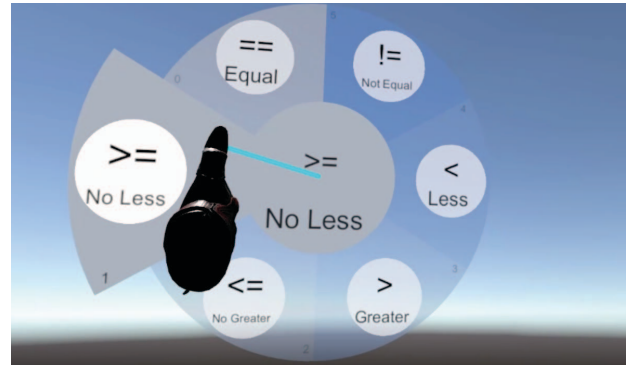 5
==
Equal
!=
Not Equal
0
4
>=
No Less
>=
No Less
<
Less
1
3
<=
No Greater
>
Greater
2